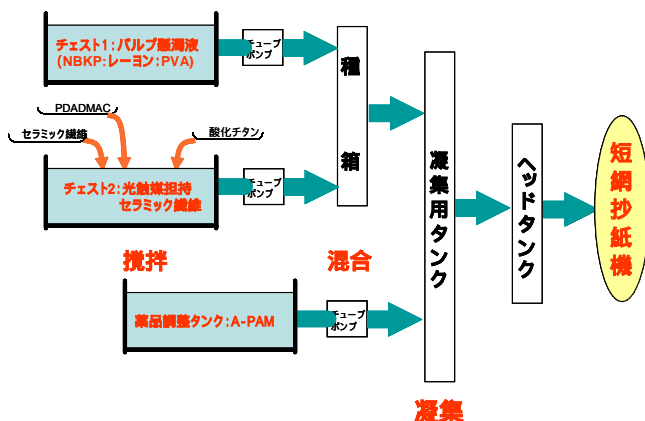 チェスト1:パルプ懸濁液
(NBKP:レーヨン:PVA)
チューブ
ポンプ
種箱
PDADMAC
セラミック繊維
酸化チタン
チェスト2:光触媒担持
セラミック繊維
チューブ
ポンプ
凝集用タンク
ヘッドタンク
短網抄紙機
攪拌
混合
薬品調整タンク:A-PAM
チューブ
ポンプ
凝集